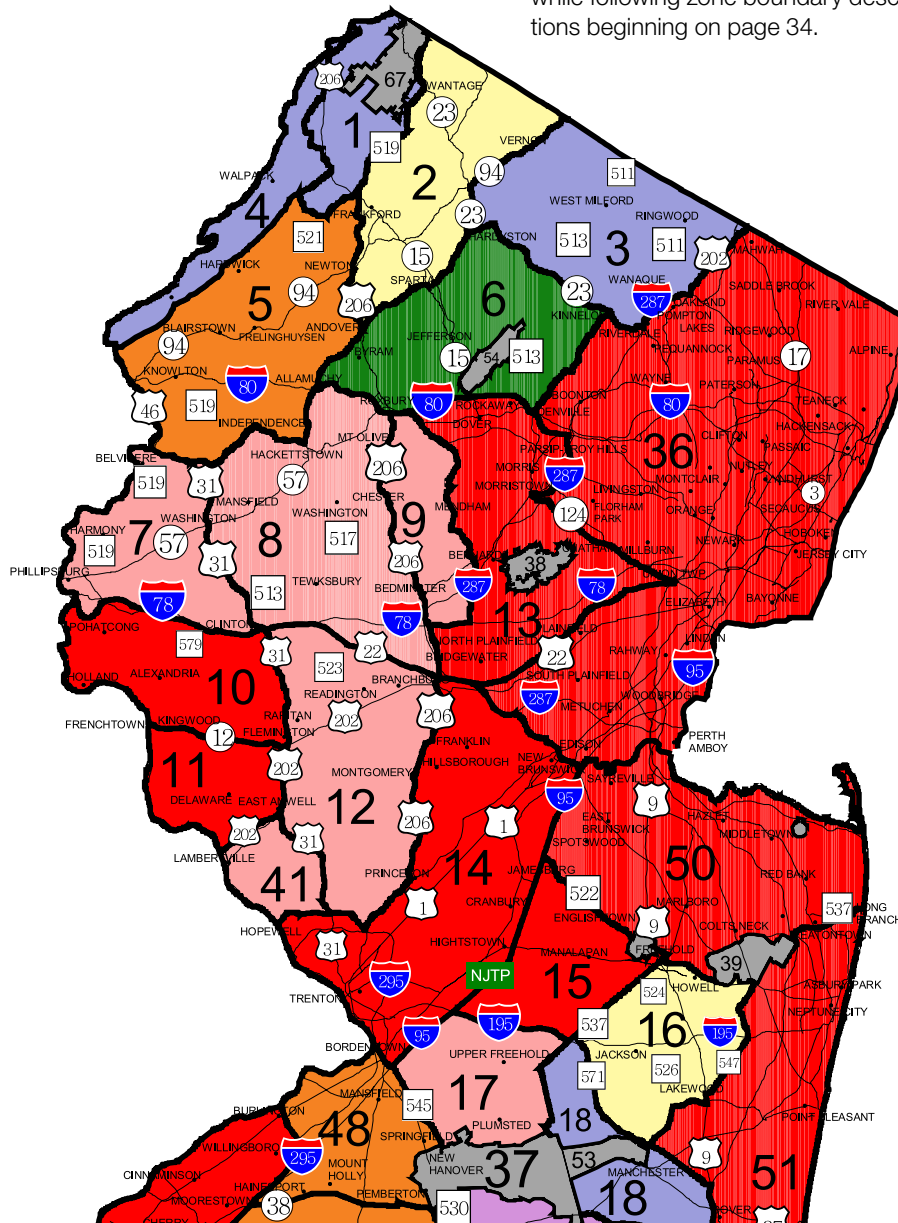 while following zone boundary desc
tions beginning on page 34.
206
67
WANTAGE
23
1
519
VERNON
2
94
511
WALPACK
WEST MILFORD
4
FRANKFORD
23
RINGWOOD
521
HARDYSTON
513
3
511
202
MAHWAH
HARDWICK
NEWTON
15
WANAQUE
SPARTA
SADDLE BROOK
5
94
206
6
23
287
OAKLAND
RIVER VALE
BLAIRSTOWN
ANDOVER
KINNELON
POMPTON
LAKES
FRELINGHUYSEN
JEFFERSON
RIVERDALE
RIDGEWOOD
94
BYRAM
15
54
513
PEQUANNOCK
PARAMUS
17
ALPINE
KNOWLTON
80
ALLAMUCHY
WAYNE
46
519
ROXBURY
80
ROCKAWAY
BOONTON
80
PATERSON
TEANECK
INDEPENDENCE
DOVER
DENVILLE
HACKENSACK
MT OLIVE
CLIFTON
BELVIDERE
HACKETTSTOWN
206
PARSIP.-TROY HILLS
36
PASSAIC
519
31
57
MORRIS
287
NUTLEY
MANSFIELD
CHESTER
MORRISTOWN
LIVINGSTON
MONTCLAIR
LYNDHURST
3
HARMONY
7
WASHINGTON
WASHINGTON
9
MENDHAM
124
FLORHAM
PARK
ORANGE
SECAUCUS
519
57
8
517
HOBOKEN
31
206
BERNARDS
38
CHATHAM
MILLBURN
NEWARK
JERSEY CITY
PHILLIPSBURG
TEWKSBURY
BEDMINSTER
287
78
UNION TWP
78
513
78
13
ELIZABETH
BAYONNE
POHATCONG
CLINTON
22
NORTH PLAINFIELD
PLAINFIELD
LINDEN
579
31
523
BRIDGEWATER
22
RAHWAY
95
HOLLAND
ALEXANDRIA
10
READINGTON
BRANCHBURG
SOUTH PLAINFIELD
WOODBRIDGE
FRENCHTOWN
KINGWOOD
RARITAN
202
206
287
METUCHEN
12
FLEMINGTON
PERTH
AMBOY
11
202
FRANKLIN
EDISON
MONTGOMERY
HILLSBOROUGH
NEW
BRUNSWICK
SAYREVILLE
DELAWARE
EAST AMWELL
12
95
9
HAZLET
202
31
206
1
EAST
BRUNSWICK
MIDDLETOWN
LAMBERTVILLE
SPOTSWOOD
41
PRINCETON
14
JAMESBURG
50
RED BANK
1
CRANBURY
522
MARLBORO
537
LONG
BRANCH
HOPEWELL
ENGLISHTOWN
9
COLTS NECK
EATONTOWN
31
HIGHTSTOWN
MANALAPAN
FREEHOLD
39
295
NJTP
15
524
HOWELL
ASBURY PARK
TRENTON
NEPTUNE CITY
95
195
537
16
195
BORDENTOWN
UPPER FREEHOLD
JACKSON
547
571
526
LAKEWOOD
MANSFIELD
545
17
BURLINGTON
18
POINT PLEASANT
48
SPRINGFIELD
PLUMSTED
WILLINGBORO
295
NEW
HANOVER
37
53
9
51
CINNAMINSON
MOUNT
HOLLY
MANCHESTER
HAINESPORT
PEMBERTON
18
MOORESTOWN
38
530
DOVER
CHERRY
37